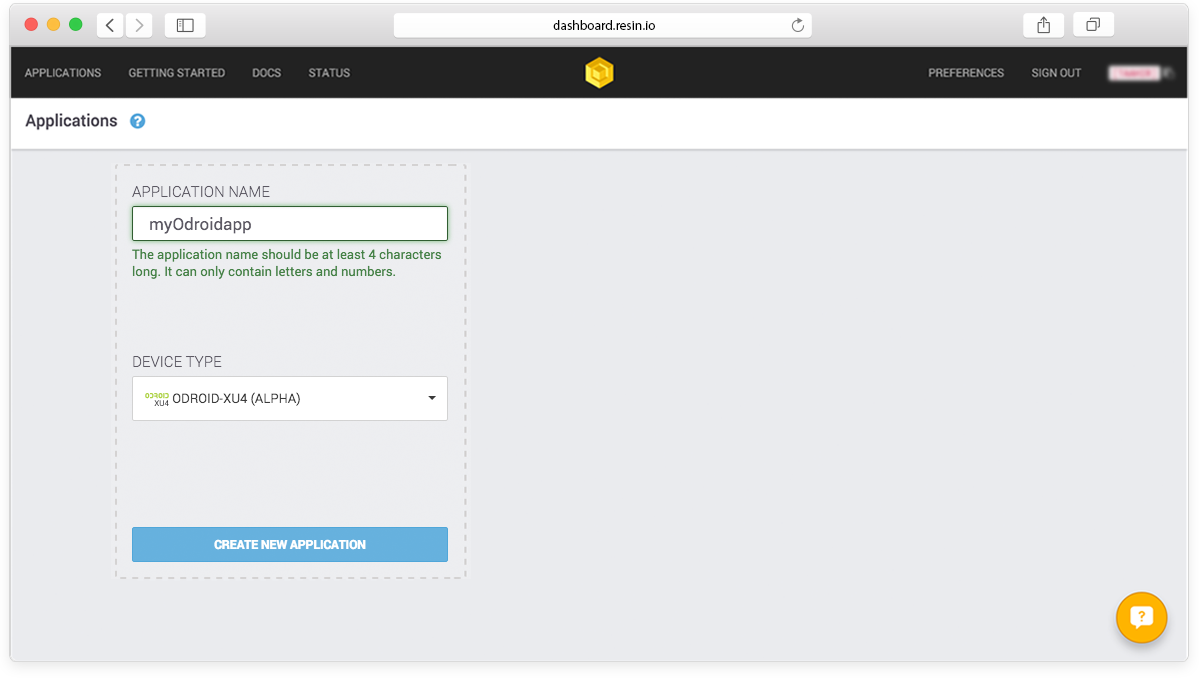 dashboard.resin.io
APPLICATIONS GETTING STARTED DOCS STATUS PREFERENCES SIGN OUT
Applications ?
APPLICATION NAME
myOdroidapp
The application name should be at least 4 characters
long. It can only contain letters and numbers.
DEVICE TYPE
ODROID
XU4 ODROID-XU4 (ALPHA)
CREATE NEW APPLICATION
?